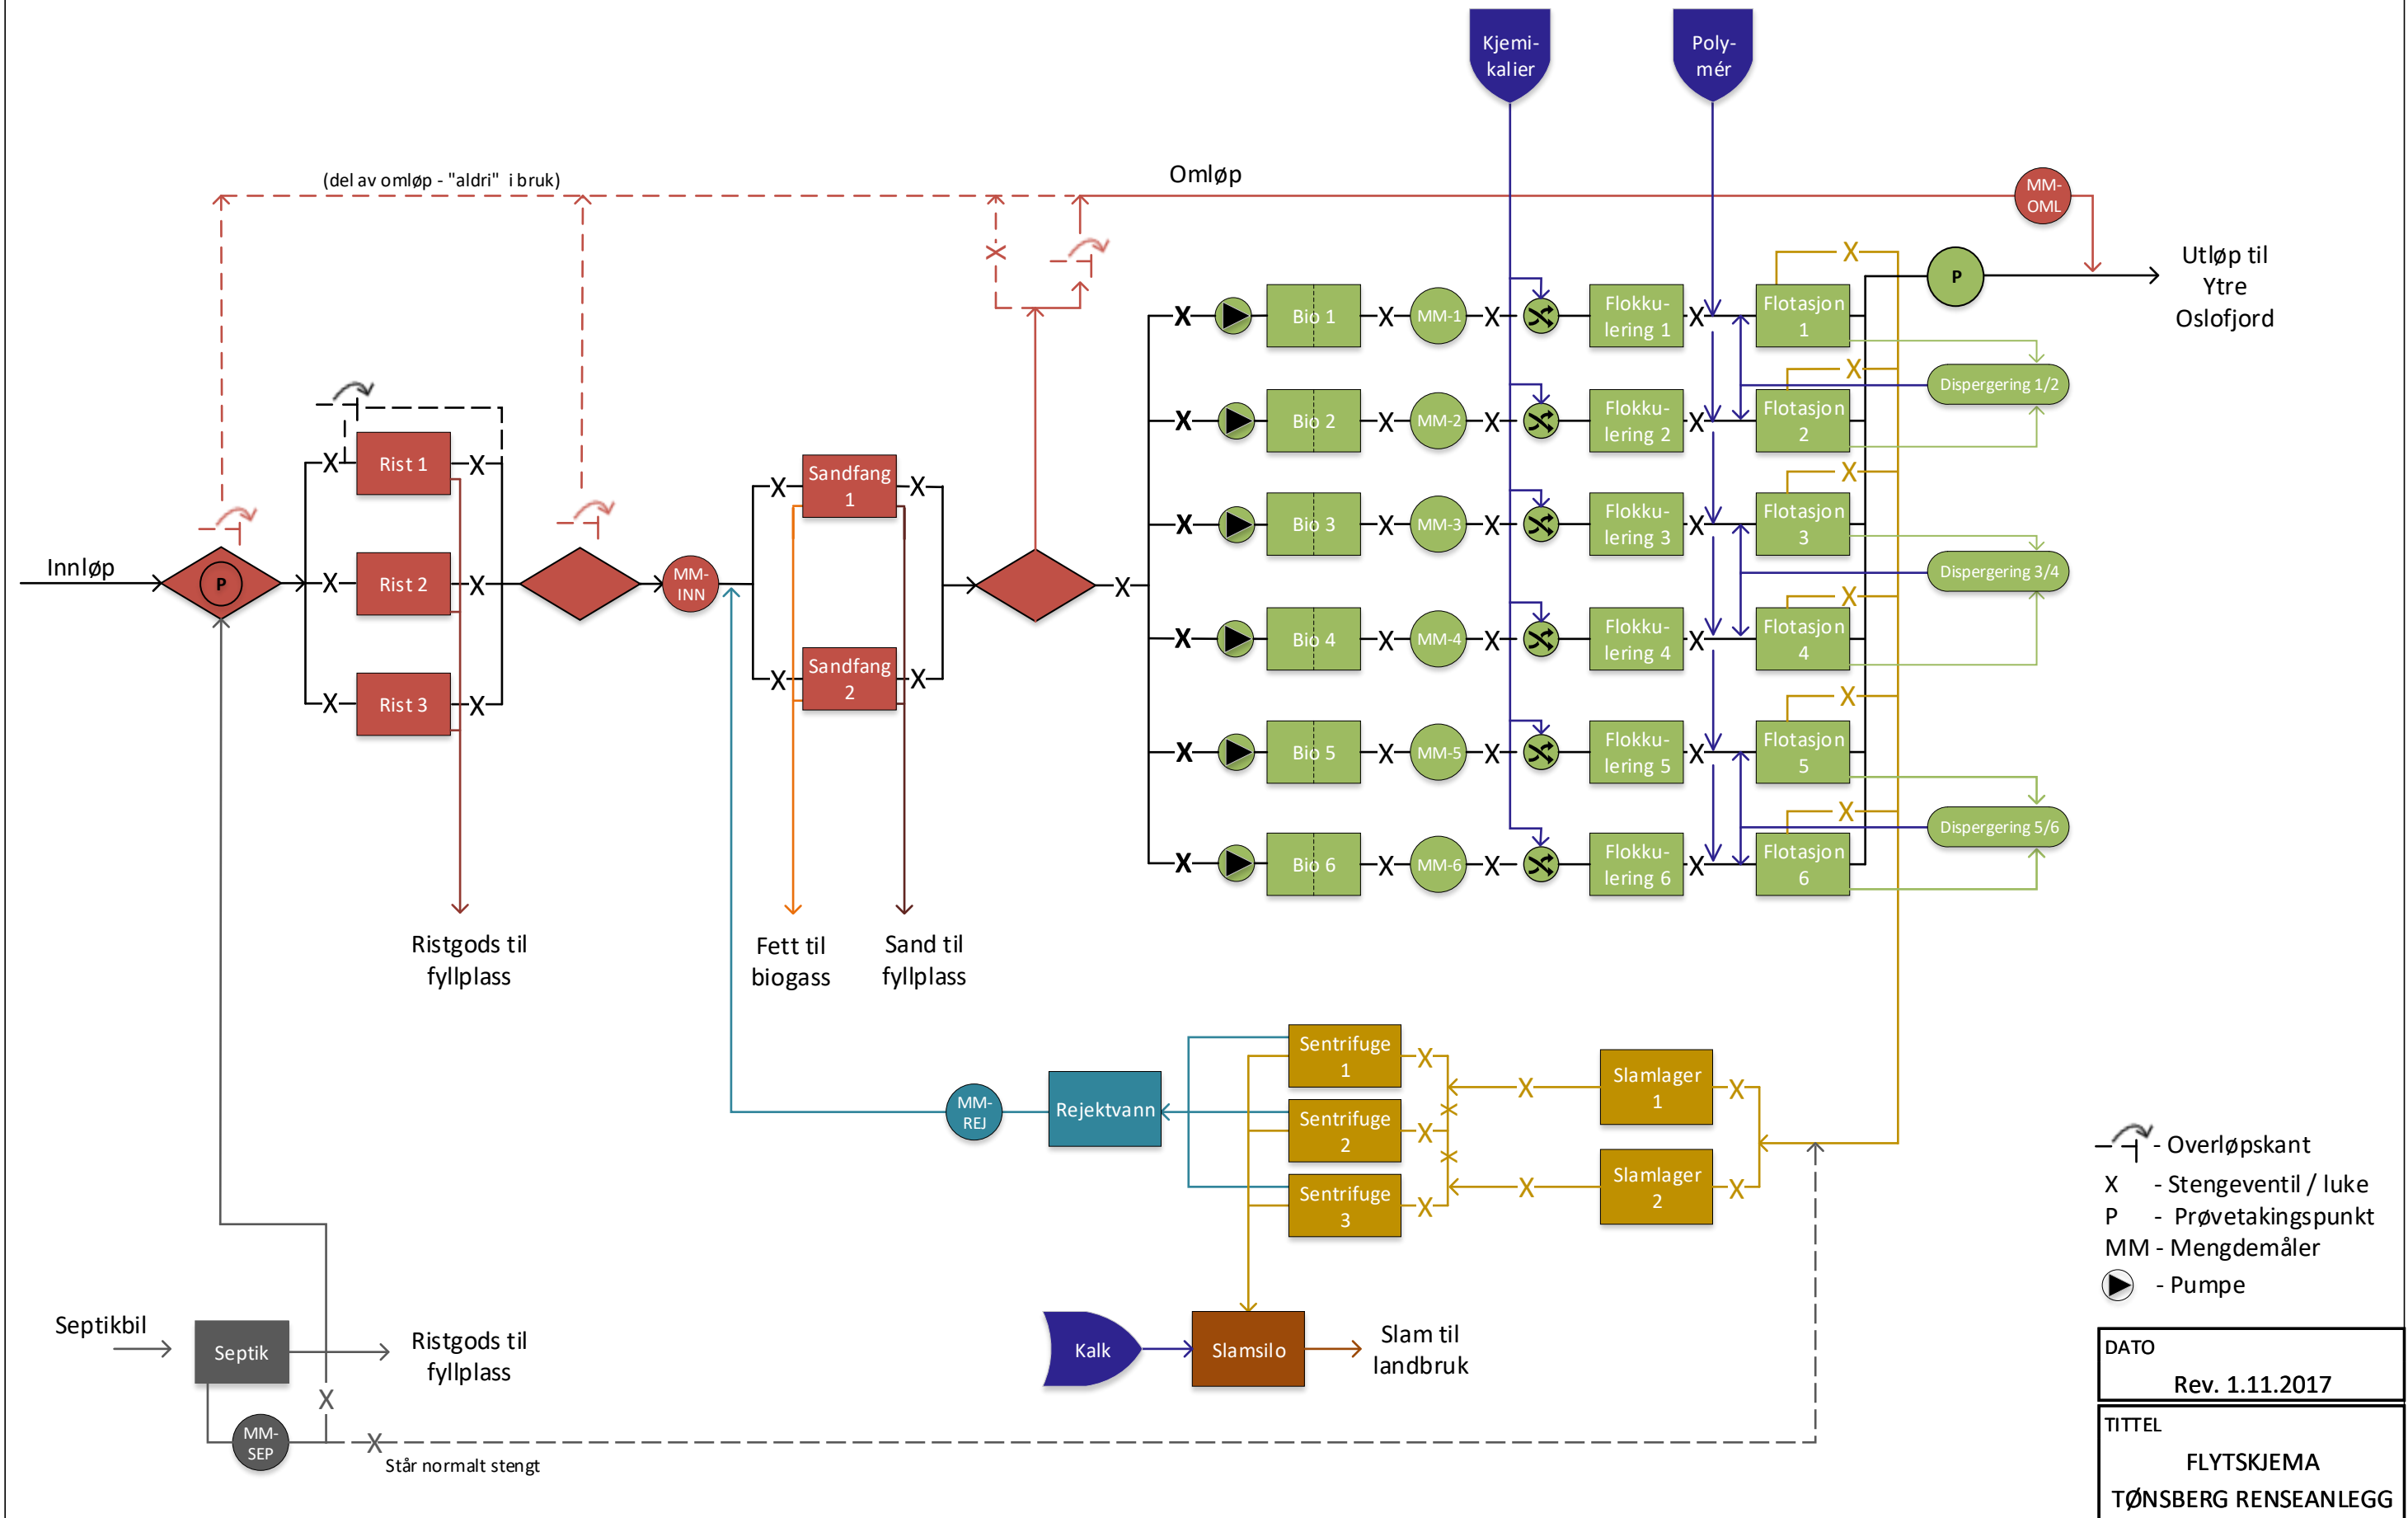 Kjemi-
kalier
Poly-
mér
(del av omløp - "aldri" i bruk)
Omløp
MM-
OML
Utløp til
Ytre
Oslofjord
P
X
X
X
Bio 1
X
MM-1
X
Flokku-
lering 1
X
Flotasjon
1
Dispergering 1/2
X
X
Bio 2
X
MM-2
X
Flokku-
lering 2
X
Flotasjon
2
X
Rist 1
X
X
Sandfang
1
X
X
X
Bio 3
X
MM-3
X
Flokku-
lering 3
X
Flotasjon
3
Dispergering 3/4
Innløp
P
X
Rist 2
X
MM-
INN
X
X
X
Bio 4
X
MM-4
X
Flokku-
lering 4
X
Flotasjon
4
X
Rist 3
X
X
Sandfang
2
X
X
X
Bio 5
X
MM-5
X
Flokku-
lering 5
X
Flotasjon
5
Dispergering 5/6
X
X
Bio 6
X
MM-6
X
Flokku-
lering 6
X
Flotasjon
6
Ristgods til
fyllplass
Fett til
biogass
Sand til
fyllplass
Sentrifuge
1
X
X
X
Slamlager
1
X
MM-
REJ
Rejektvann
Sentrifuge
2
X
X
Sentrifuge
3
X
X
Slamlager
2
X
- Overløpskant
X - Stengeventil / luke
P - Prøvetakingspunkt
MM - Mengdemåler
- Pumpe
Septikbil
Septik
Ristgods til
fyllplass
X
MM-
SEP
X
Står normalt stengt
Kalk
Slamsilo
Slam til
landbruk
DATO
Rev. 1.11.2017
TITTEL
FLYTSKJEMA
TØNSBERG RENSEANLEGG